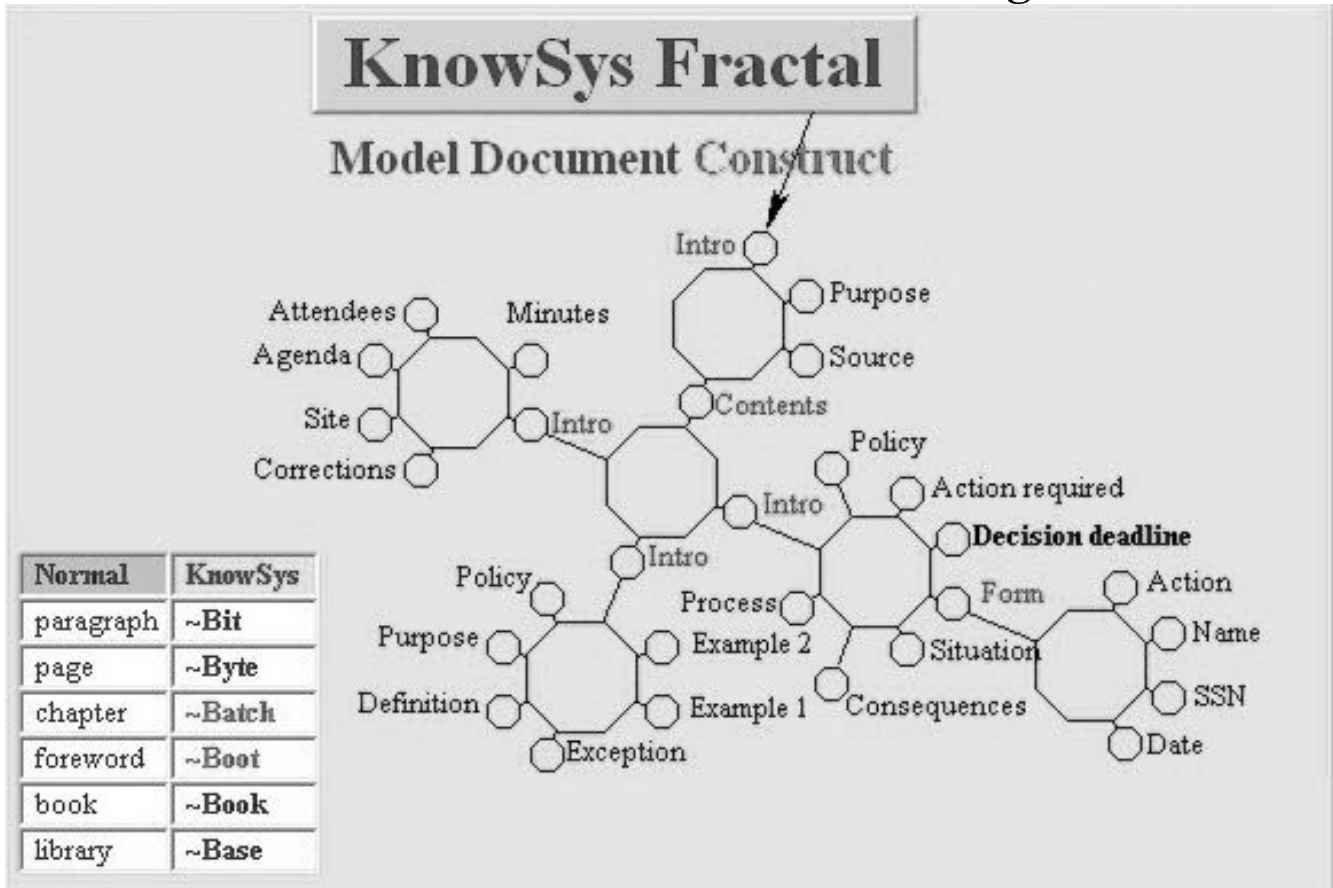 KnowSys Fractal
Model Document Construct
Intro
Purpose
Source
Contents
Attendees
Minutes
Agenda
Site
Intro
Corrections
Policy
Action required
Intro
Decision deadline
Intro
Form
Process
Situation
Consequences
Action
Name
SSN
Date
Policy
Purpose
Example 2
Definition
Example 1
Exception
Normal KnowSys
paragraph ~Bit
page ~Byte
chapter ~Batch
foreword ~Boot
book ~Book
library ~Base